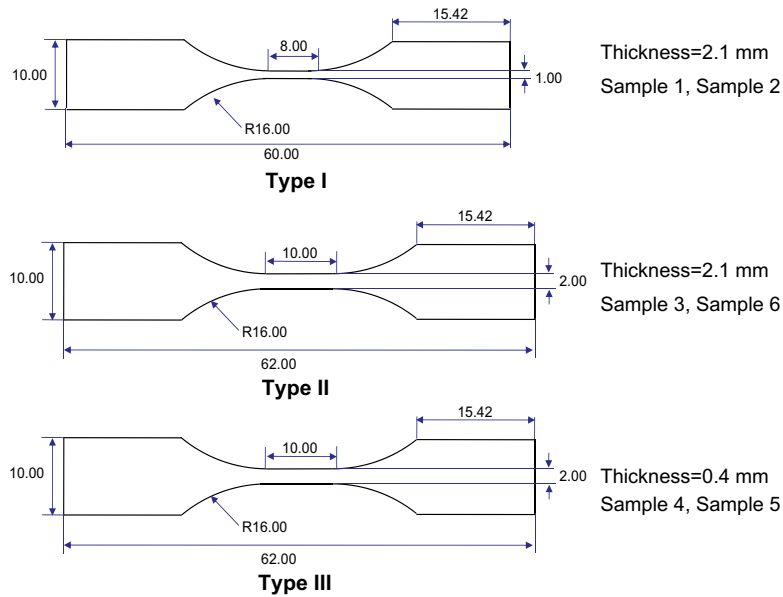 15.42
8.00
10.00
1.00
Thickness=2.1 mm
Sample 1, Sample 2
R16.00
60.00
Type I
15.42
10.00
10.00
2.00
Thickness=2.1 mm
Sample 3, Sample 6
R16.00
62.00
Type II
15.42
10.00
10.00
2.00
Thickness=0.4 mm
Sample 4, Sample 5
R16.00
62.00
Type III